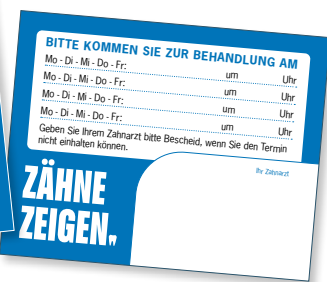 BITTE KOMMEN SIE ZUR BEHANDLUNG AM
Mo - Di - Mi - Do - Fr: um Uhr
Mo - Di - Mi - Do - Fr: um Uhr
Mo - Di - Mi - Do - Fr: um Uhr
Mo - Di - Mi - Do - Fr: um Uhr
Geben Sie Ihrem Zahnarzt bitte Bescheid, wenn Sie den Termin
nicht einhalten können.
Ihr Zahnarzt
ZÄHNE
ZEIGEN.